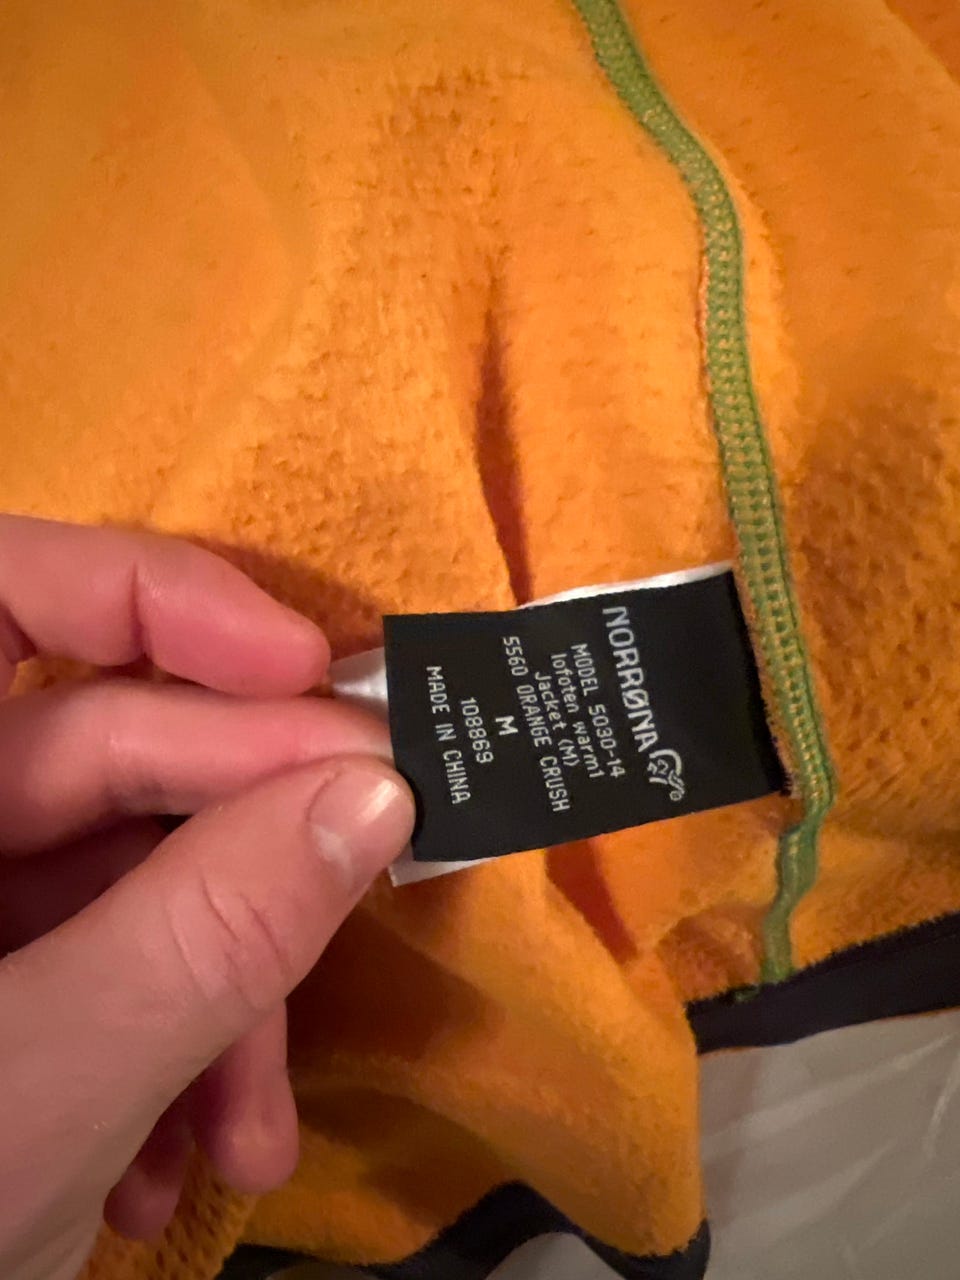 NORRØNA
MODEL 5030-14
lofoten warm1
Jacket (M)
5560 ORANGE CRUSH
M
108869
MADE IN CHINA